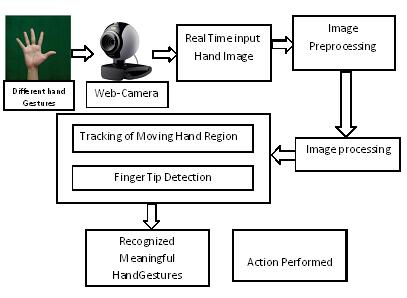 Different hand
Gestures
Web-Camera
Real Time input
Hand Image
Image
Preprocessing
Image processing
Tracking of Moving Hand Region
Finger Tip Detection
Recognized
Meaningful
HandGestures
Action Performed